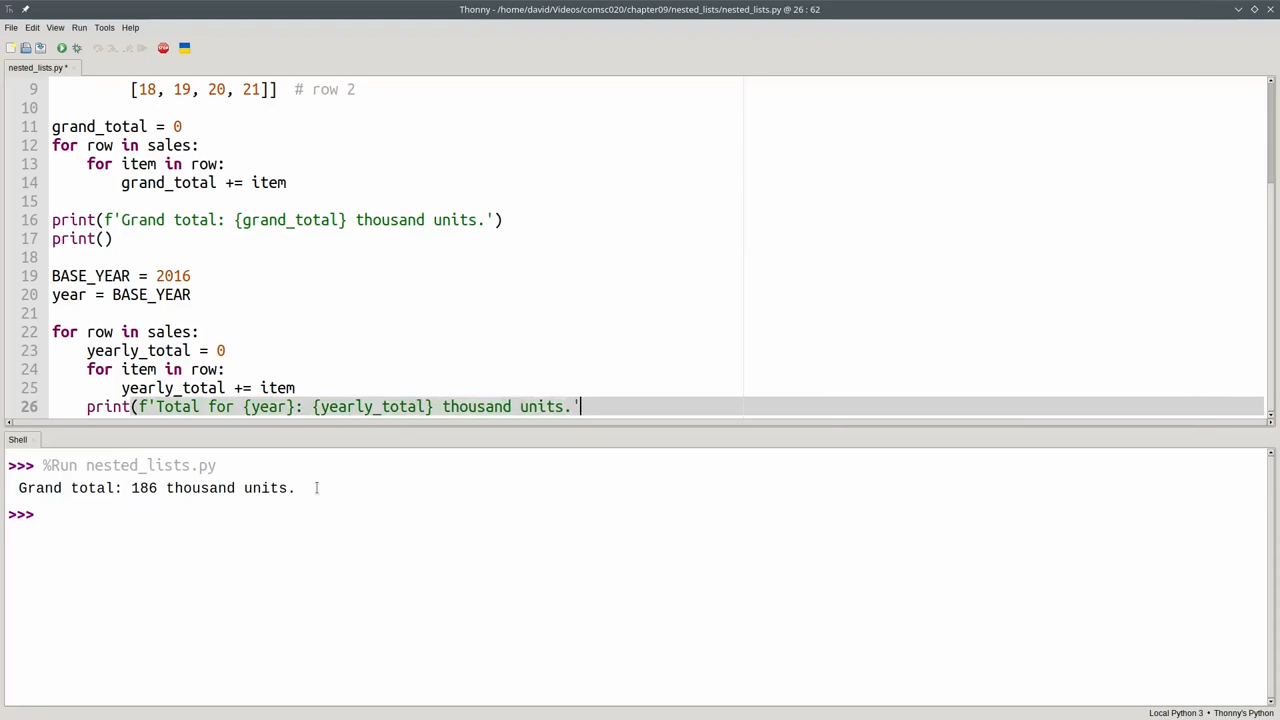 Thonny - /home/david/Videos/comsc020/chapter09/nested_lists/nested_lists.py @ 26 : 62
File Edit View Run Tools Help
nested_lists.py *
9 [18, 19, 20, 21]] # row 2
10
11 grand_total = 0
12 for row in sales:
13 for item in row:
14 grand_total += item
15
16 print(f'Grand total: {grand_total} thousand units.')
17 print()
18
19 BASE_YEAR = 2016
20 year = BASE_YEAR
21
22 for row in sales:
23 yearly_total = 0
24 for item in row:
25 yearly_total += item
26 print(f'Total for {year}: {yearly_total} thousand units.'
Shell
>>> %Run nested_lists.py
Grand total: 186 thousand units.
>>>
Local Python 3 • Thonny's Python